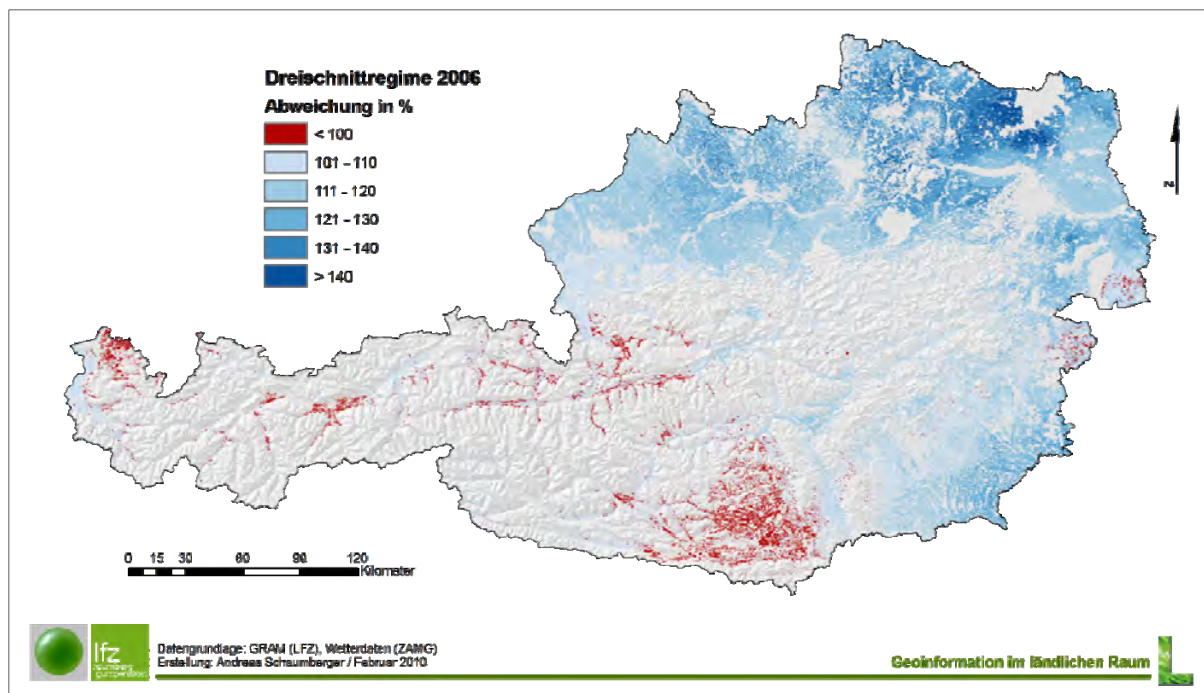 Dreischnittregime 2006
Abweichung in %
< 100
101 – 110
111 – 120
121 – 130
131 – 140
> 140
N
0 15 30 60 90 120
Kilometer
lfz
Datengrundlage: GRAM (LFZ), Wetterdaten (ZAMG)
Erstellung: Andreas Schaumberger / Februar 2010
Geoinformation im ländlichen Raum